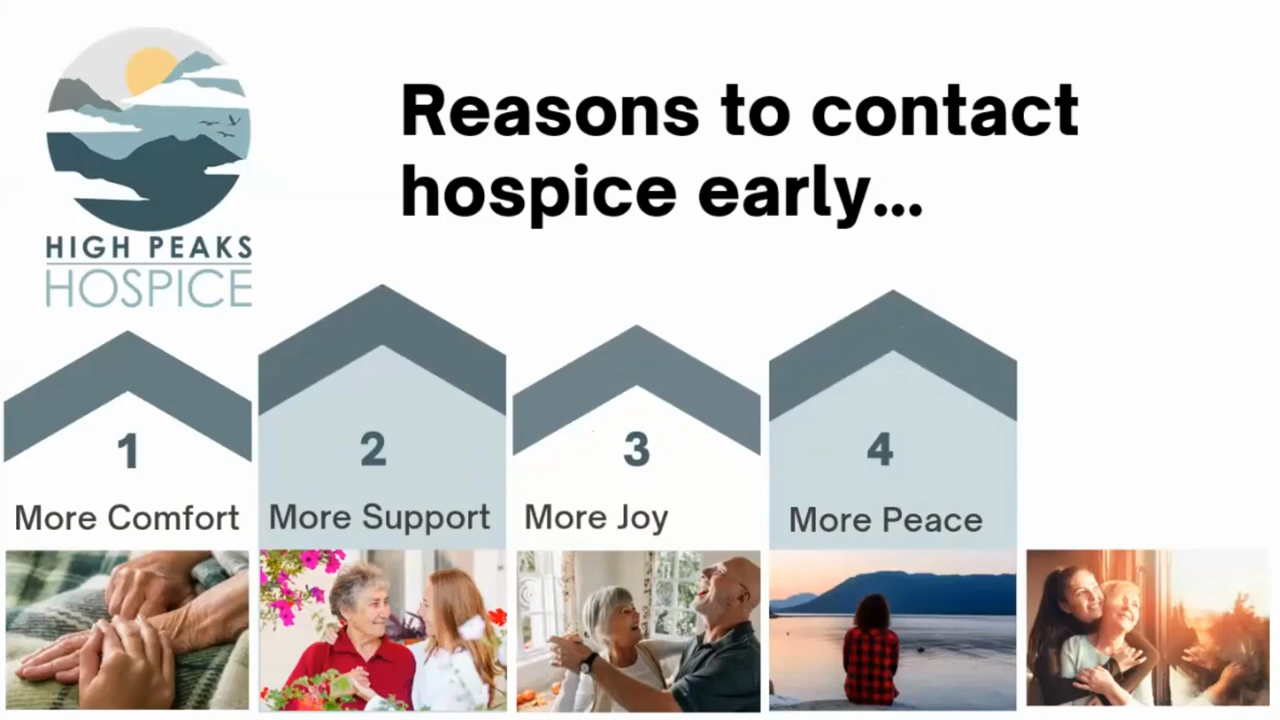 HIGH PEAKS
HOSPICE
Reasons to contact
hospice early...
1
More Comfort
2
More Support
3
More Joy
4
More Peace